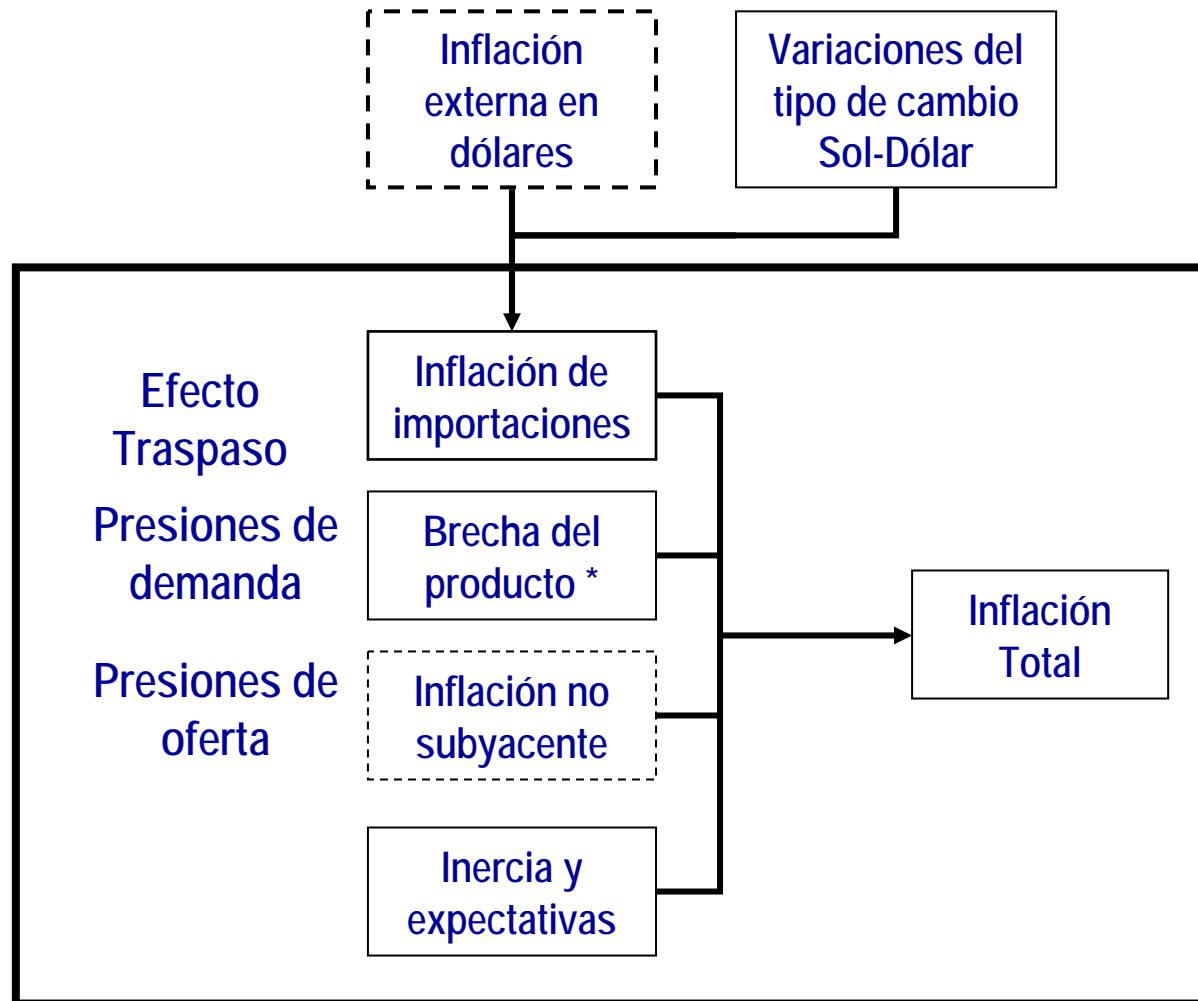 Inflación
externa en
dólares
Variaciones del
tipo de cambio
Sol-Dólar
Efecto
Traspaso
Inflación de
importaciones
Presiones de
demanda
Brecha del
producto *
Presiones de
oferta
Inflación no
subyacente
Inercia y
expectativas
Inflación
Total